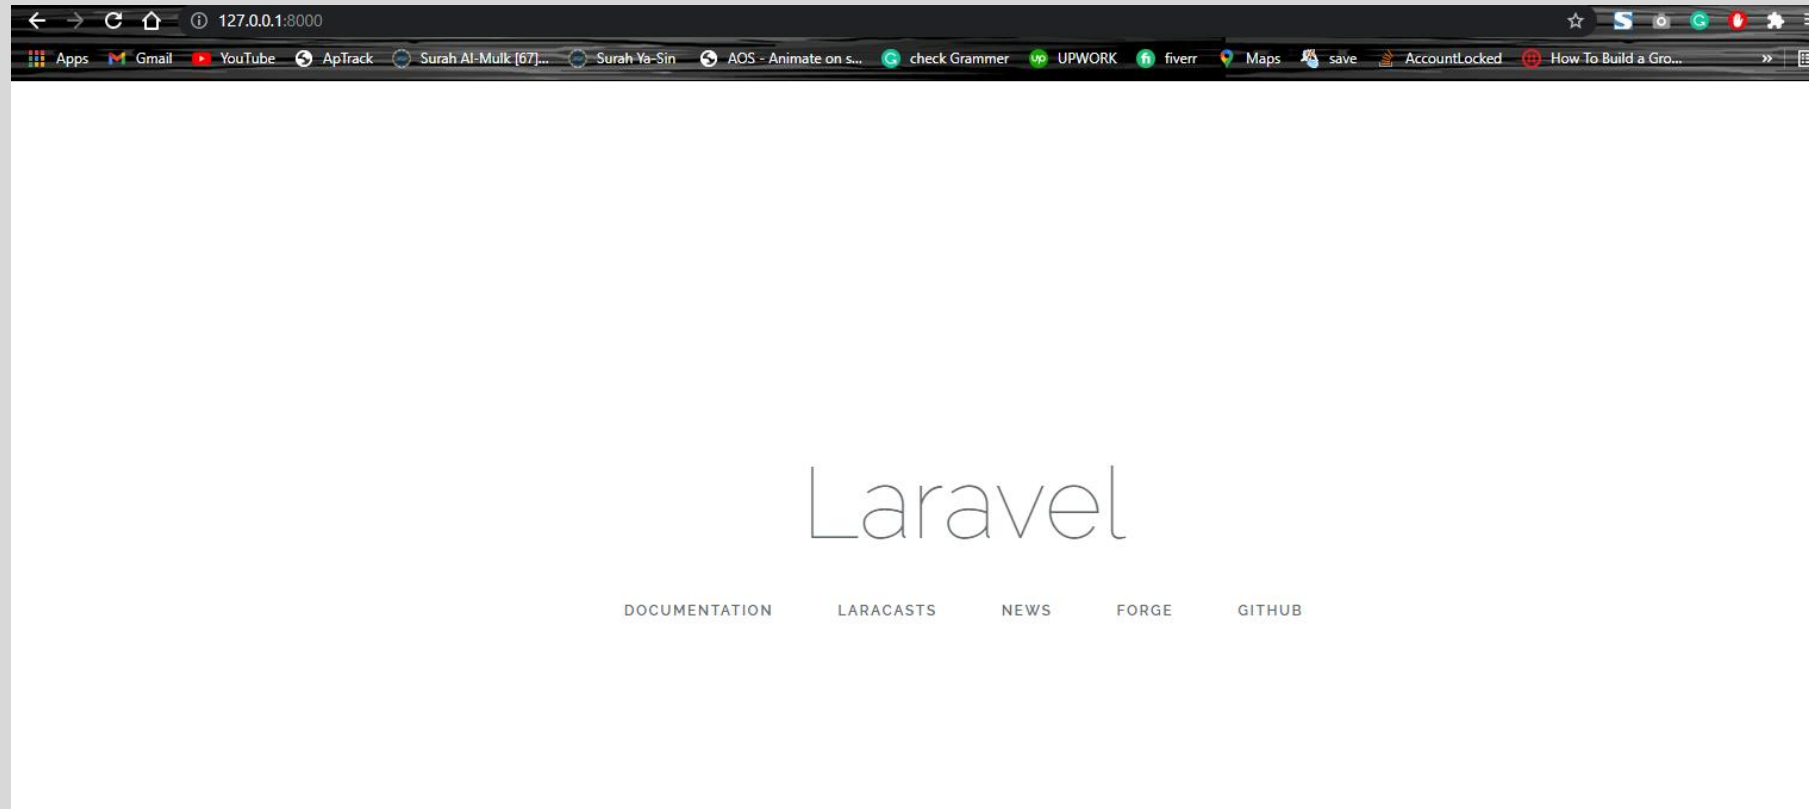 127.0.0.1:8000
Apps Gmail YouTube ApTrack Surah Al-Mulk [67]... Surah Ya-Sin AOS - Animate on s... check Grammer UPWORK fiverr Maps save AccountLocked How To Build a Gro... »
Laravel
DOCUMENTATION LARACASTS NEWS FORGE GITHUB